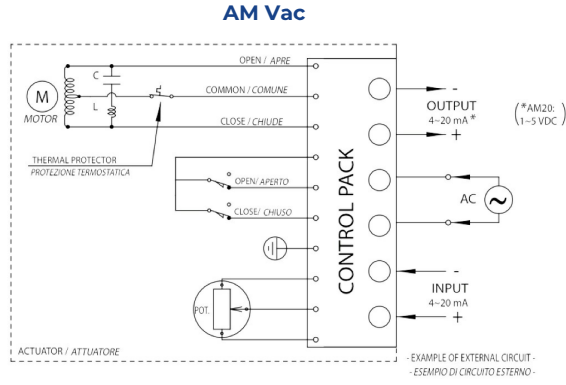 AM Vac
OPEN / APRE
C
COMMON / COMUNE
M
L
MOTOR
CLOSE / CHIUDE
THERMAL PROTECTOR
PROTEZIONE TERMOSTATICA
OPEN/ APERTO
CLOSE/ CHIUSO
POT.
CONTROL PACK
-
OUTPUT
4~20 mA *
+
(*AM20:
1~5 VDC )
AC
~
-
INPUT
4~20 mA
+
ACTUATOR / ATTUATORE
- EXAMPLE OF EXTERNAL CIRCUIT -
- ESEMPIO DI CIRCUITO ESTERNO -